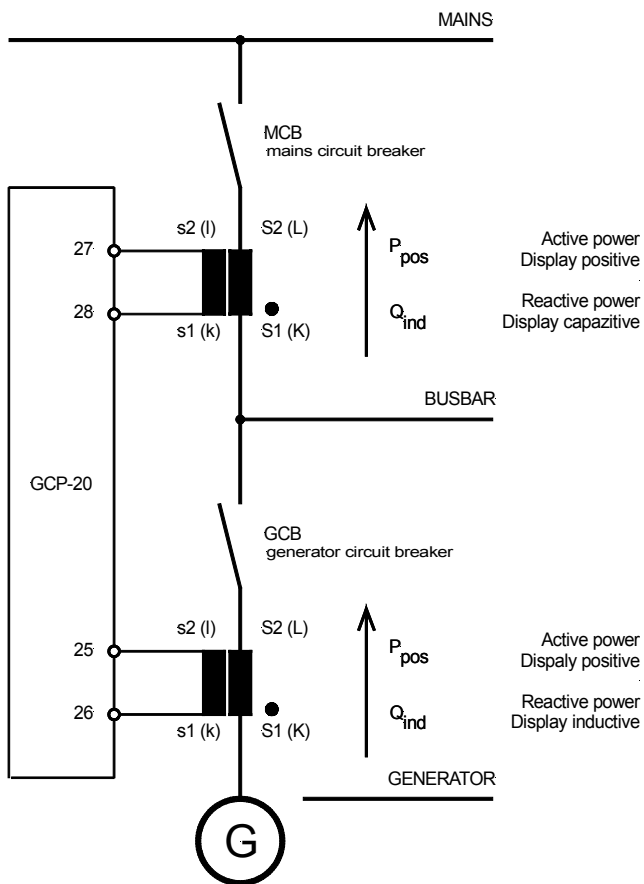 MAINS
MCB
mains circuit breaker
s2 (l) S2 (L)
27
28
s1 (k) S1 (K)
P pos
Q ind
Active power
Display positive
Reactive power
Display capazitive
BUSBAR
GCP-20
GCB
generator circuit breaker
s2 (l) S2 (L)
25
26
s1 (k) S1 (K)
P pos
Q ind
Active power
Dispaly positive
Reactive power
Display inductive
GENERATOR
G